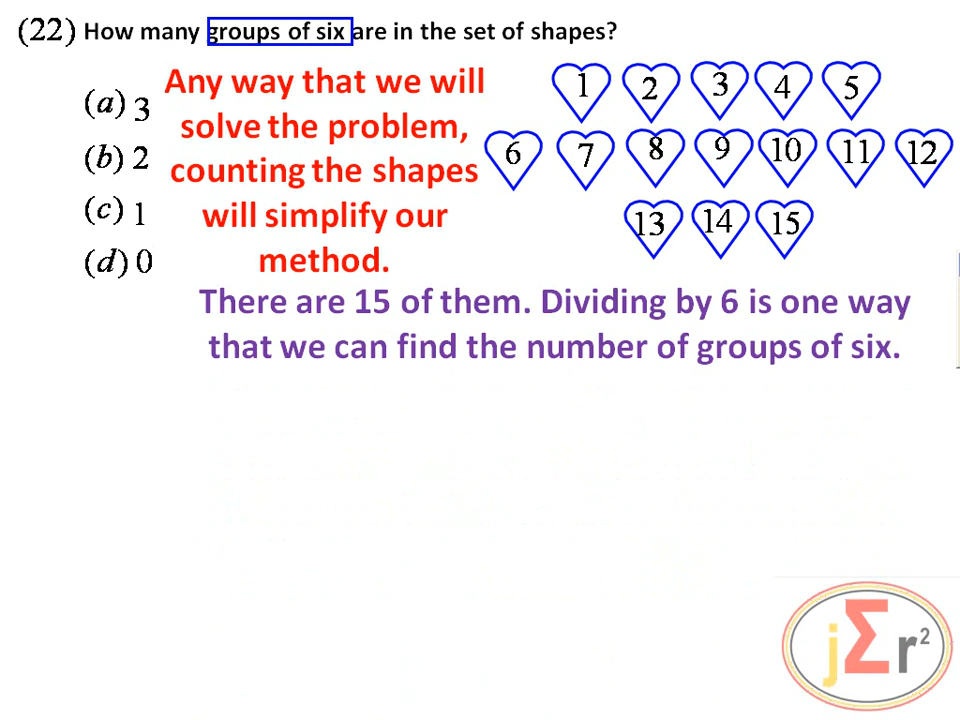 (22) How many groups of six are in the set of shapes?
(a) 3
(b) 2
(c) 1
(d) 0
Any way that we will
solve the problem,
counting the shapes
will simplify our
method.
1 2 3 4 5
6 7 8 9 10 11 12
13 14 15
There are 15 of them. Dividing by 6 is one way
that we can find the number of groups of six.
jΣr²